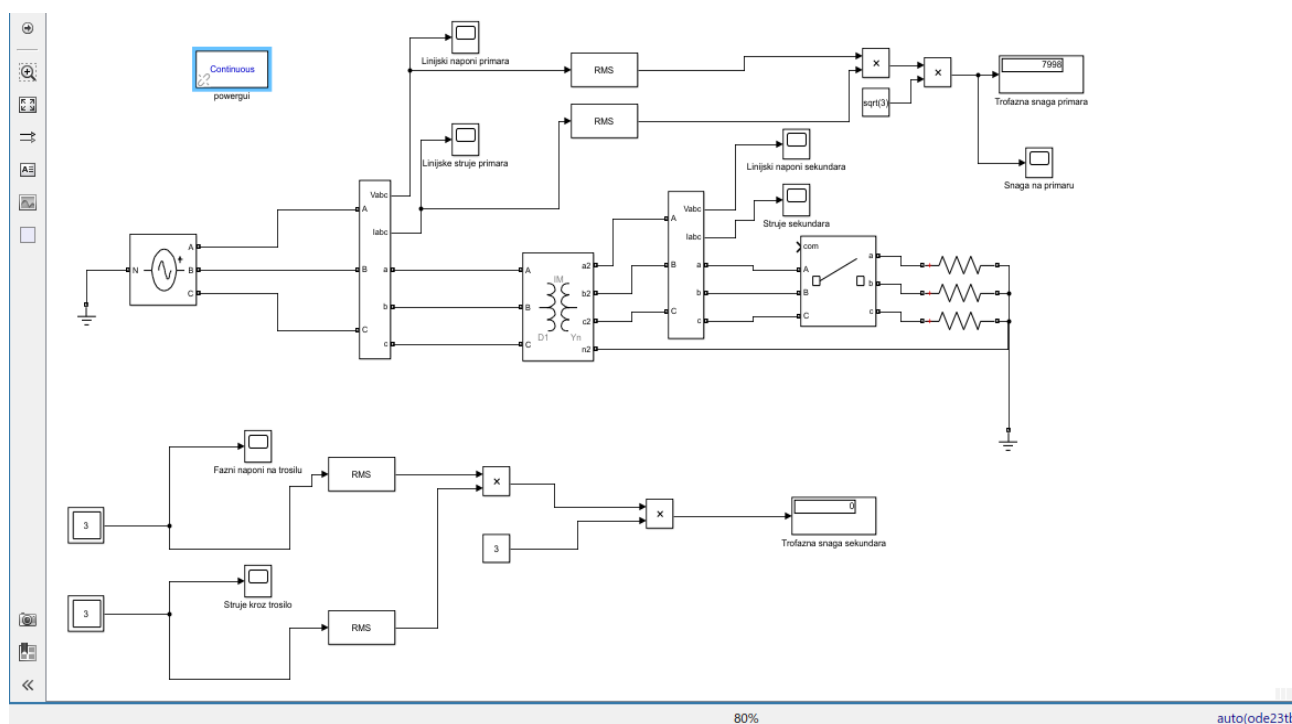 Continuous
powergui
Linijski naponi primara
RMS
×
×
7998
Trofazna snaga primara
sqrt(3)
RMS
Linijske struje primara
Linijski naponi sekundara
Snaga na primaru
Vabc
A
Iabc
B
a
b
C
c
Struje sekundara
Vabc
A
Iabc
B
a
b
C
c
N
A
B
C
+
A
B
C
IM
D1
Yn
a2
b2
c2
n2
com
A
B
C
a
b
c
+
+
+
Fazni naponi na trosilu
RMS
×
3
×
0
Trofazna snaga sekundara
3
3
Struje kroz trosilo
RMS
80%
auto(ode23tb